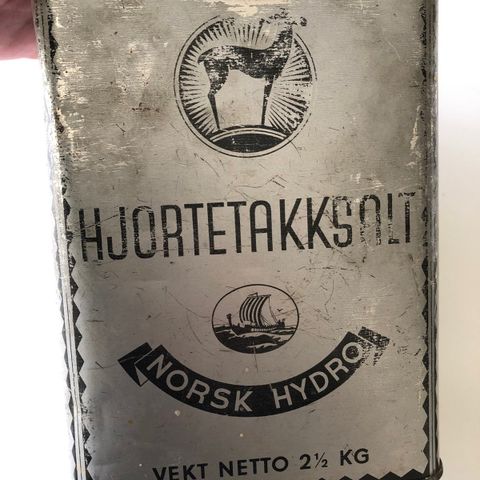 HJORTETAKKSALT
NORSK HYDRO
VEKT NETTO 2½ KG